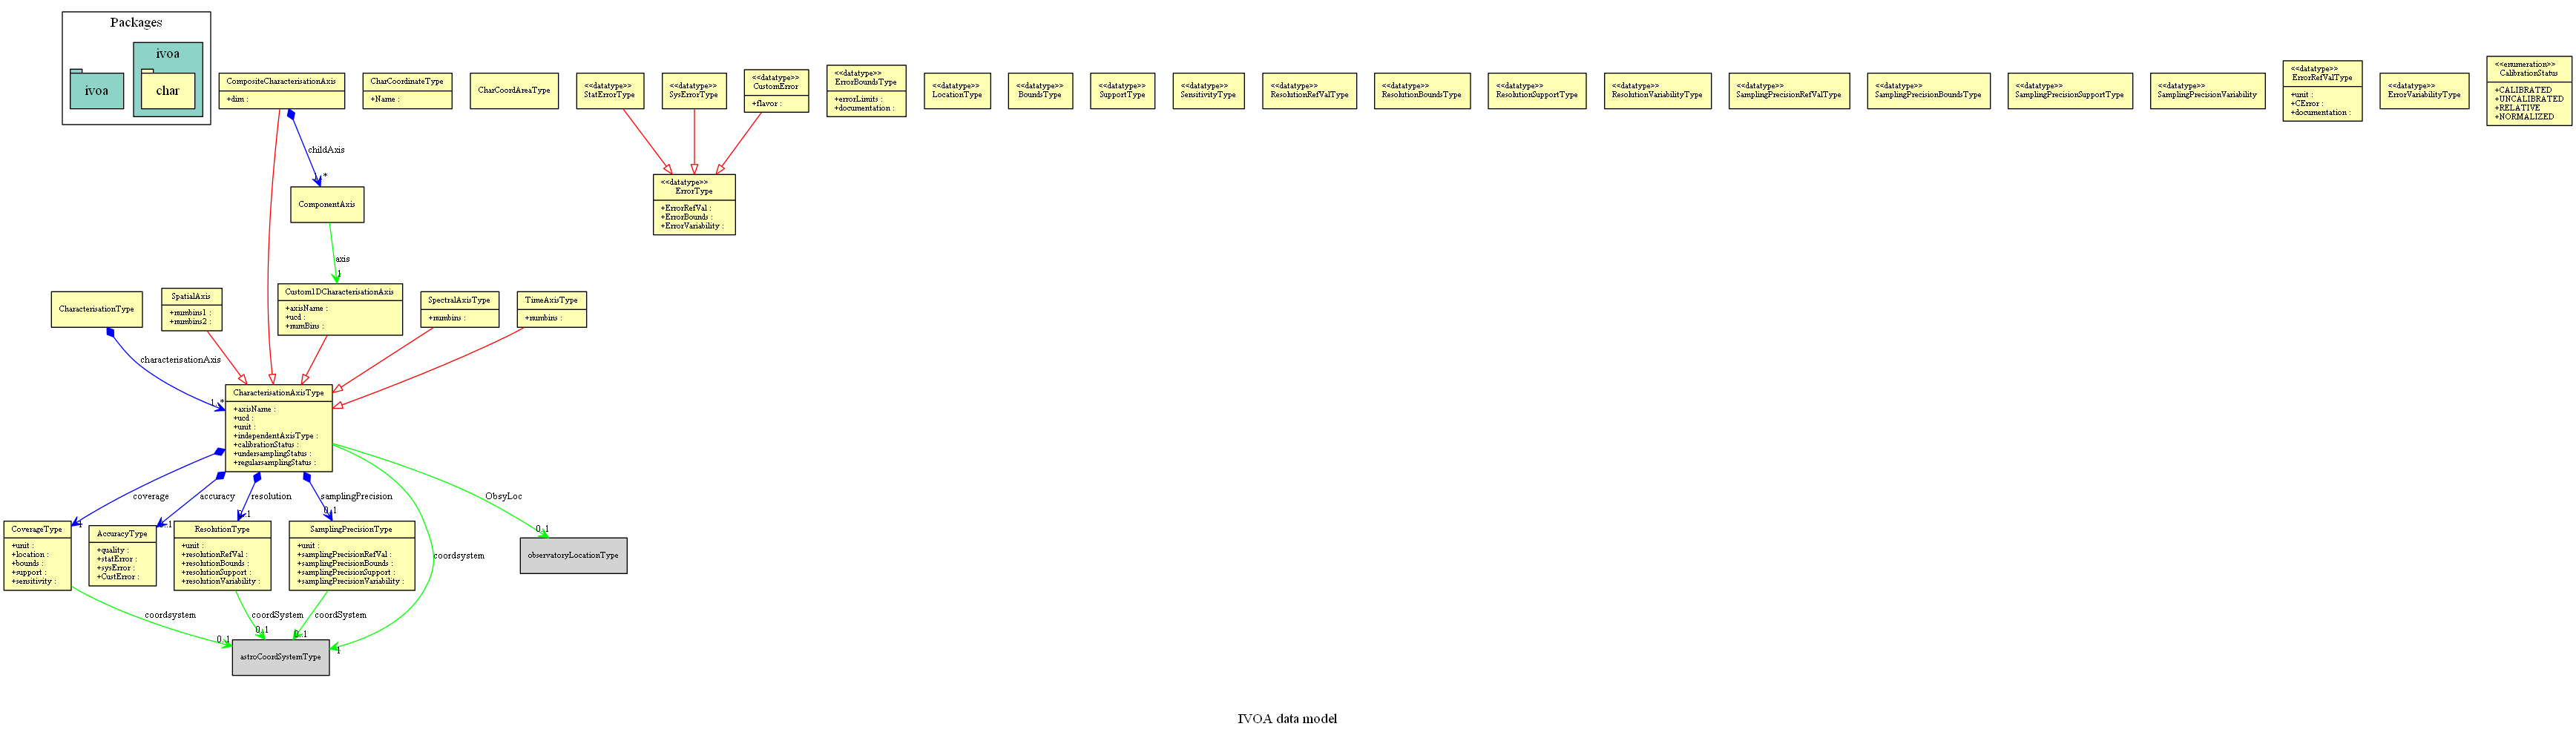 Packages
ivoa
ivoa
char
CompositeCharacterisationAxis
+dim :
CharCoordinateType
+Name :
CharCoordAreaType
<<datatype>>
StatErrorType
<<datatype>>
SysErrorType
<<datatype>>
CustomError
+flavor :
<<datatype>>
ErrorBoundsType
+errorLimits :
+documentation :
<<datatype>>
LocationType
<<datatype>>
BoundsType
<<datatype>>
SupportType
<<datatype>>
SensitivityType
<<datatype>>
ResolutionRefValType
<<datatype>>
ResolutionBoundsType
<<datatype>>
ResolutionSupportType
<<datatype>>
ResolutionVariabilityType
<<datatype>>
SamplingPrecisionRefValType
<<datatype>>
SamplingPrecisionBoundsType
<<datatype>>
SamplingPrecisionSupportType
<<datatype>>
SamplingPrecisionVariability
<<datatype>>
ErrorRefValType
+unit :
+CError :
+documentation :
<<datatype>>
ErrorVariabilityType
<<enumeration>>
CalibrationStatus
+CALIBRATED
+UNCALIBRATED
+RELATIVE
+NORMALIZED
childAxis
*
ComponentAxis
<<datatype>>
ErrorType
+ErrorRefVal :
+ErrorBounds :
+ErrorVariability :
axis
1
CharacterisationType
SpatialAxis
+numbins1 :
+numbins2 :
Custom1DCharacterisationAxis
+axisName :
+ucd :
+numBins :
SpectralAxisType
+numbins :
TimeAxisType
+numbins :
characterisationAxis
1..*
CharacterisationAxisType
+axisName :
+ucd :
+unit :
+independentAxisType :
+calibrationStatus :
+undersamplingStatus :
+regularsamplingStatus :
coverage
accuracy
resolution
samplingPrecision
ObsyLoc
1
0..1
0..1
0..1
0..1
CoverageType
+unit :
+location :
+bounds :
+support :
+sensitivity :
AccuracyType
+quality :
+statError :
+sysError :
+CustError :
ResolutionType
+unit :
+resolutionRefVal :
+resolutionBounds :
+resolutionSupport :
+resolutionVariability :
SamplingPrecisionType
+unit :
+samplingPrecisionRefVal :
+samplingPrecisionBounds :
+samplingPrecisionSupport :
+samplingPrecisionVariability :
coordsystem
observatoryLocationType
coordsystem
coordSystem
coordSystem
0..1
0..1
0..1
1
astroCoordSystemType
IVOA data model